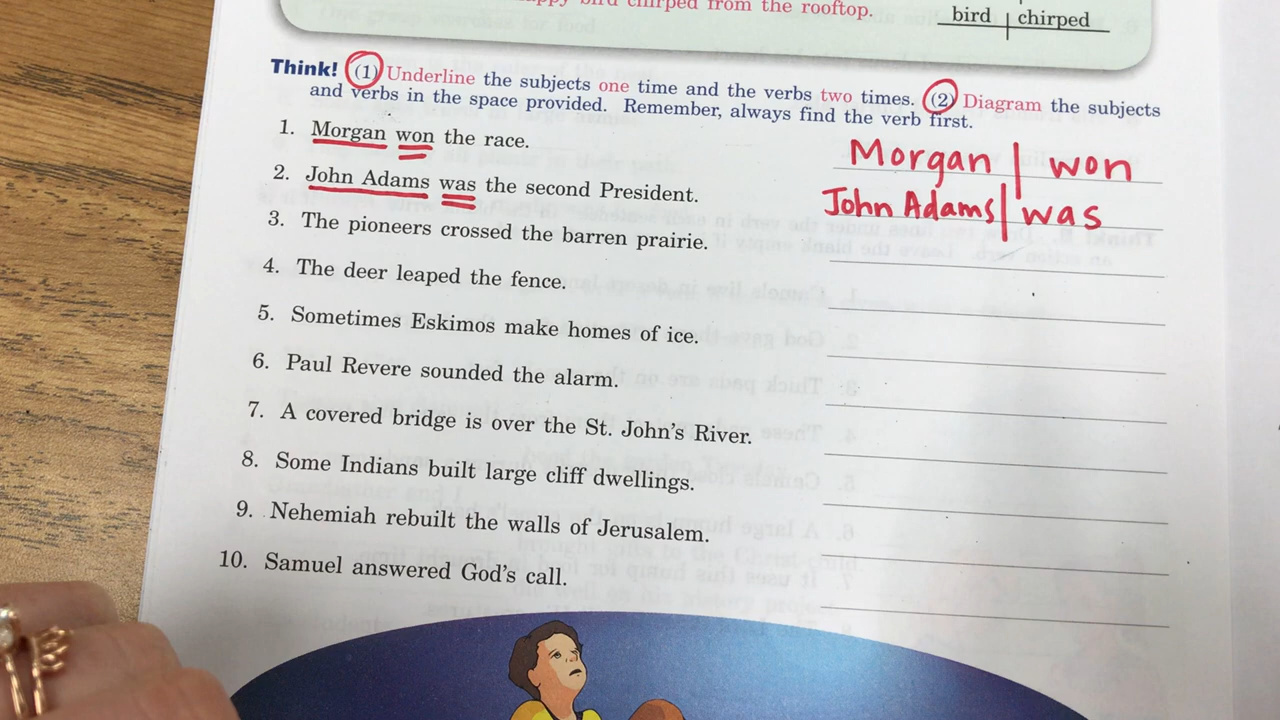 bird chirped from the rooftop.
bird | chirped
Think! (1) Underline the subjects one time and the verbs two times. (2) Diagram the subjects
and verbs in the space provided. Remember, always find the verb first.
1. Morgan won the race.
Morgan | won
2. John Adams was the second President.
John Adams | was
3. The pioneers crossed the barren prairie.
4. The deer leaped the fence.
5. Sometimes Eskimos make homes of ice.
6. Paul Revere sounded the alarm.
7. A covered bridge is over the St. John's River.
8. Some Indians built large cliff dwellings.
9. Nehemiah rebuilt the walls of Jerusalem.
10. Samuel answered God's call.